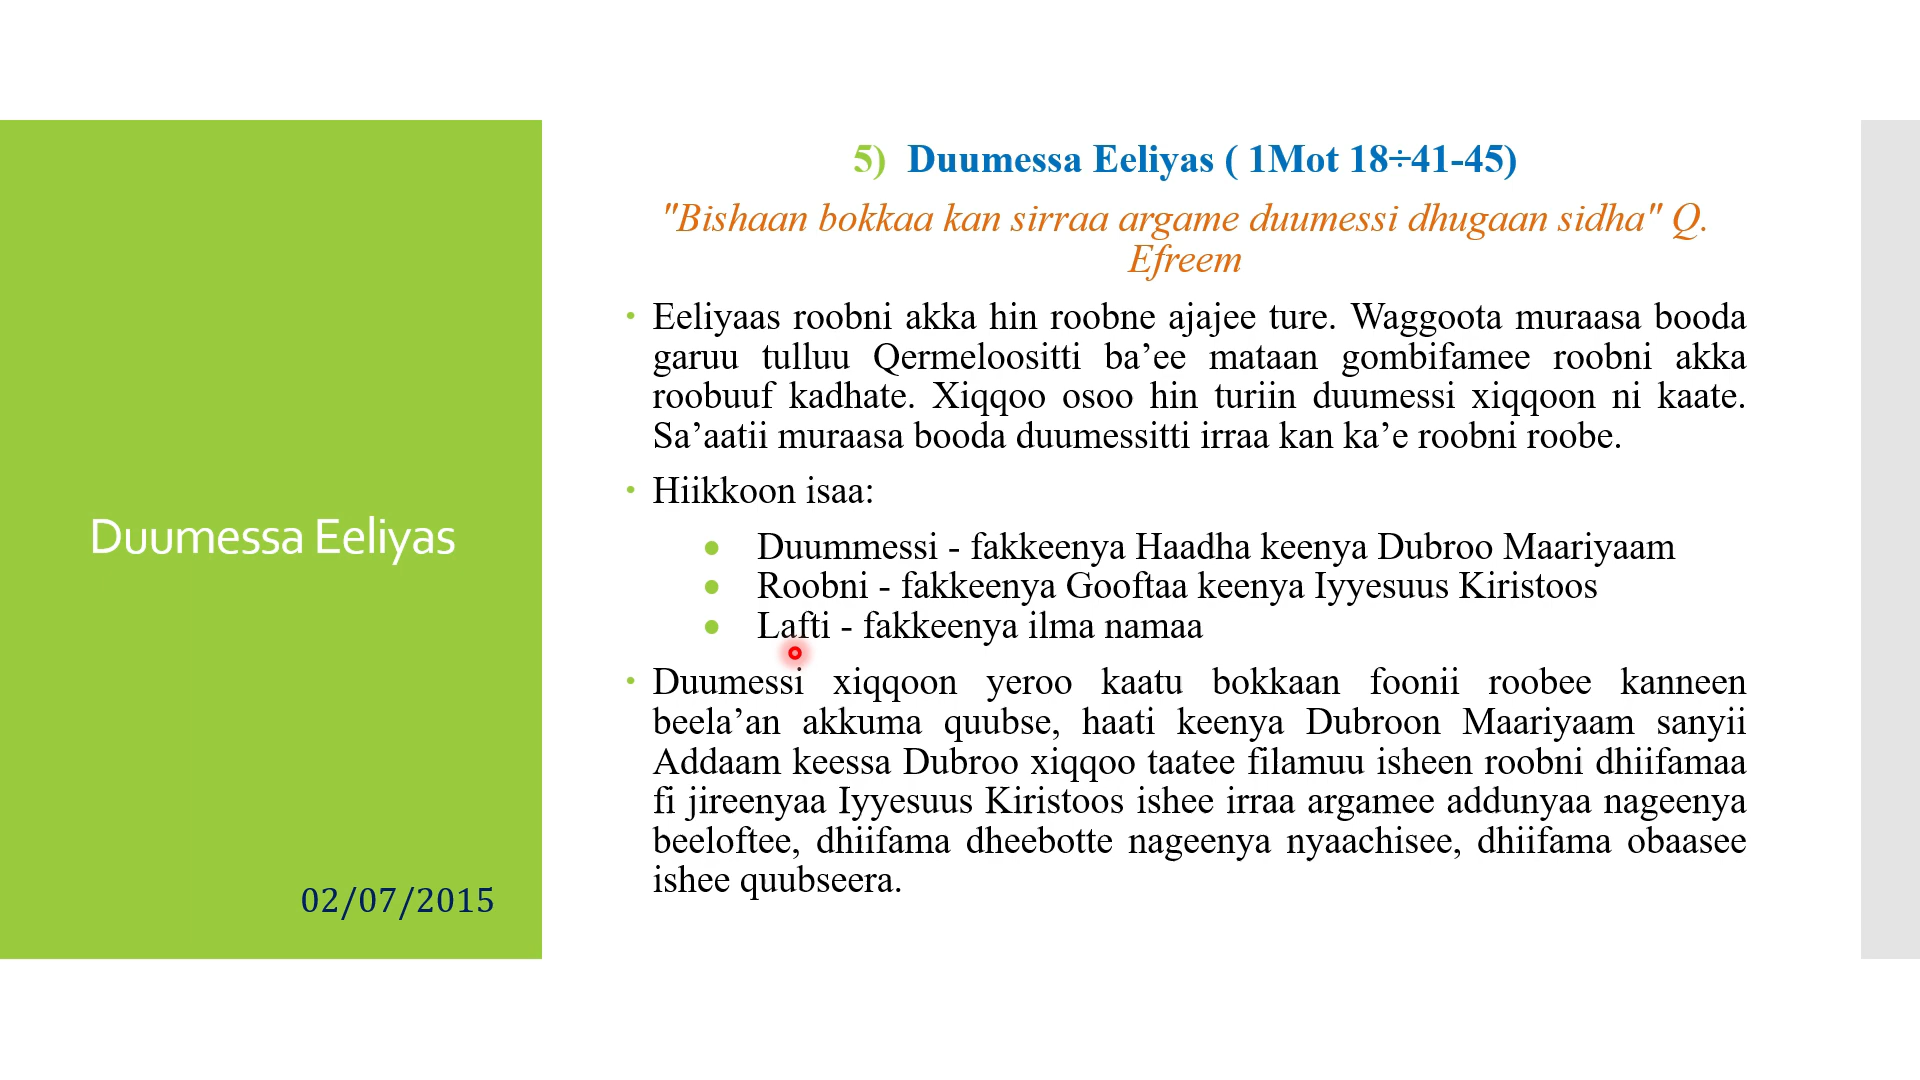 Duumessa Eeliyas
02/07/2015
5) Duumessa Eeliyas ( 1Mot 18÷41-45)
"Bishaan bokkaa kan sirraa argame duumessi dhugaan sidha" Q.
Efreem
• Eeliyaas roobni akka hin roobne ajajee ture. Waggoota muraasa booda
garuu tulluu Qermeloositti ba’ee mataan gombifamee roobni akka
roobuuf kadhate. Xiqqoo osoo hin turiin duumessi xiqqoon ni kaate.
Sa’aatii muraasa booda duumessitti irraa kan ka’e roobni roobe.
• Hiikkoon isaa:
• Duummessi - fakkeenya Haadha keenya Dubroo Maariyaam
• Roobni - fakkeenya Gooftaa keenya Iyyesuus Kiristoos
• Lafti - fakkeenya ilma namaa
• Duumessi xiqqoon yeroo kaatu bokkaan foonii roobee kanneen
beela’an akkuma quubse, haati keenya Dubroon Maariyaam sanyii
Addaam keessa Dubroo xiqqoo taatee filamuu isheen roobni dhiifamaa
fi jireenyaa Iyyesuus Kiristoos ishee irraa argamee addunyaa nageenya
beeloftee, dhiifama dheebotte nageenya nyaachisee, dhiifama obaasee
ishee quubseera.